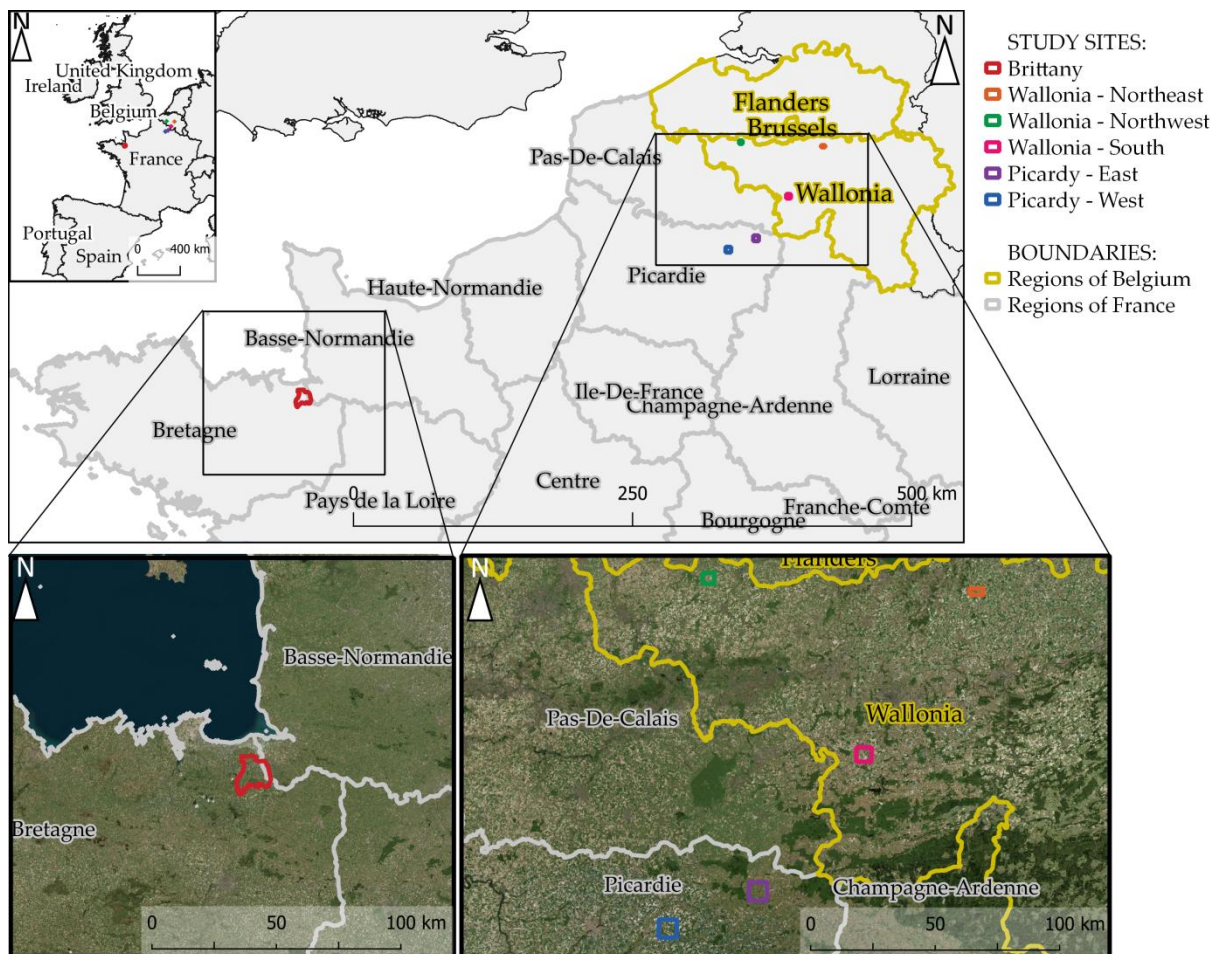 N
United Kingdom
Ireland
Belgium
France
Portugal
Spain
0 400 km
N
Flanders
Brussels
Pas-De-Calais
Wallonia
Picardie
Haute-Normandie
Basse-Normandie
Lorraine
Ile-De-France
Champagne-Ardenne
Bretagne
Centre
0 250 500 km
Pays de la Loire
Franche-Comté
Bourgogne
STUDY SITES:
Brittany
Wallonia - Northeast
Wallonia - Northwest
Wallonia - South
Picardy - East
Picardy - West
BOUNDARIES:
Regions of Belgium
Regions of France
N
Basse-Normandie
Bretagne
0 50 100 km
N
Flanders
Pas-De-Calais
Wallonia
Picardie
Champagne-Ardenne
0 50 100 km